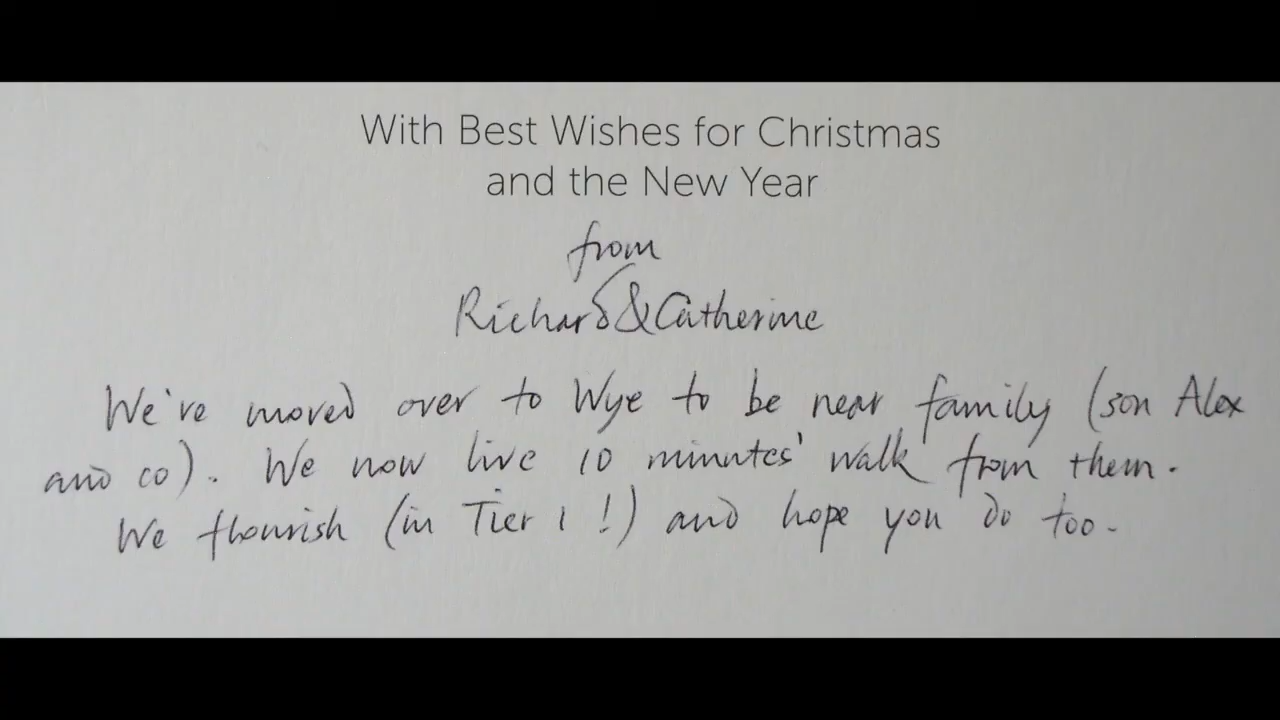 With Best Wishes for Christmas
and the New Year
from
Richard & Catherine
We've moved over to Wye to be near family (son Alex
and co). We now live 10 minutes' walk from them.
We flourish (in Tier 1 !) and hope you do too.